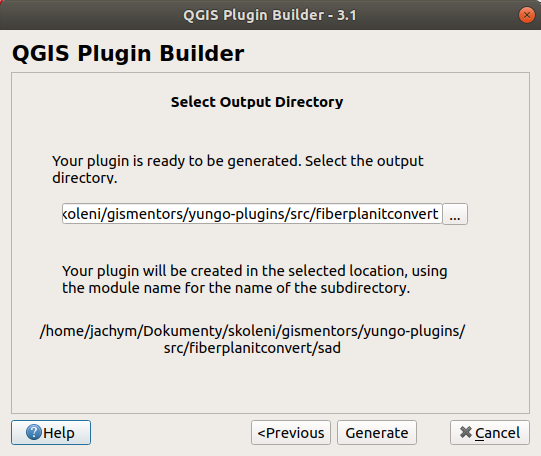 QGIS Plugin Builder - 3.1
QGIS Plugin Builder
Select Output Directory
Your plugin is ready to be generated. Select the output
directory.
koleni/gismentors/yungo-plugins/src/fiberplanitconvert
...
Your plugin will be created in the selected location, using
the module name for the name of the subdirectory.
/home/jachym/Dokumenty/skoleni/gismentors/yungo-plugins/
src/fiberplanitconvert/sad
Help
<Previous
Generate
Cancel